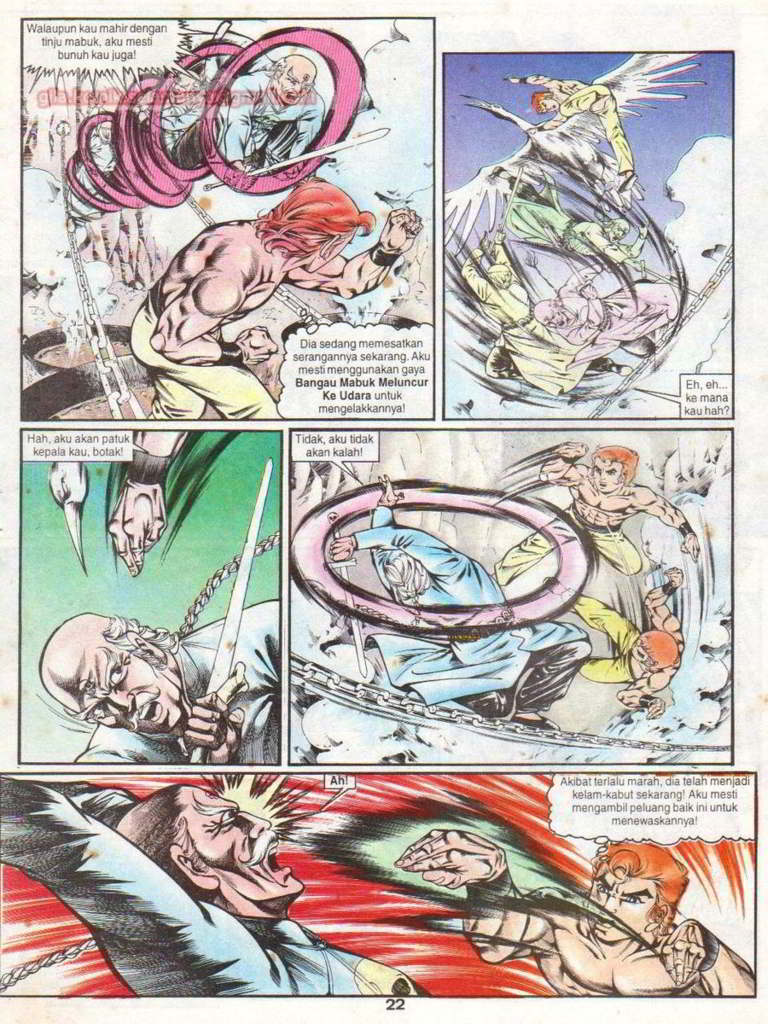 Walaupun kau mahir dengan
tinju mabuk, aku mesti
bunuh kau juga!
Dia sedang memesatkan
serangannya sekarang. Aku
mesti menggunakan gaya
Bangau Mabuk Meluncur
Ke Udara untuk
mengelakkannya!
Eh, eh...
ke mana
kau hah?
Hah, aku akan patuk
kepala kau, botak!
Tidak, aku tidak
akan kalah!
Ah!
Akibat terlalu marah, dia telah menjadi
kelam-kabut sekarang! Aku mesti
mengambil peluang baik ini untuk
menewaskannya!
22